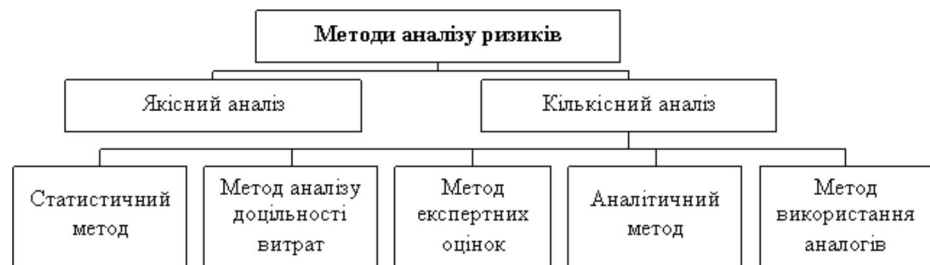 Методи аналізу ризиків
Якісний аналіз
Кількісний аналіз
Статистичний
метод
Метод аналізу
доцільності
витрат
Метод
експертних
оцінок
Аналітичний
метод
Метод
використання
аналогів